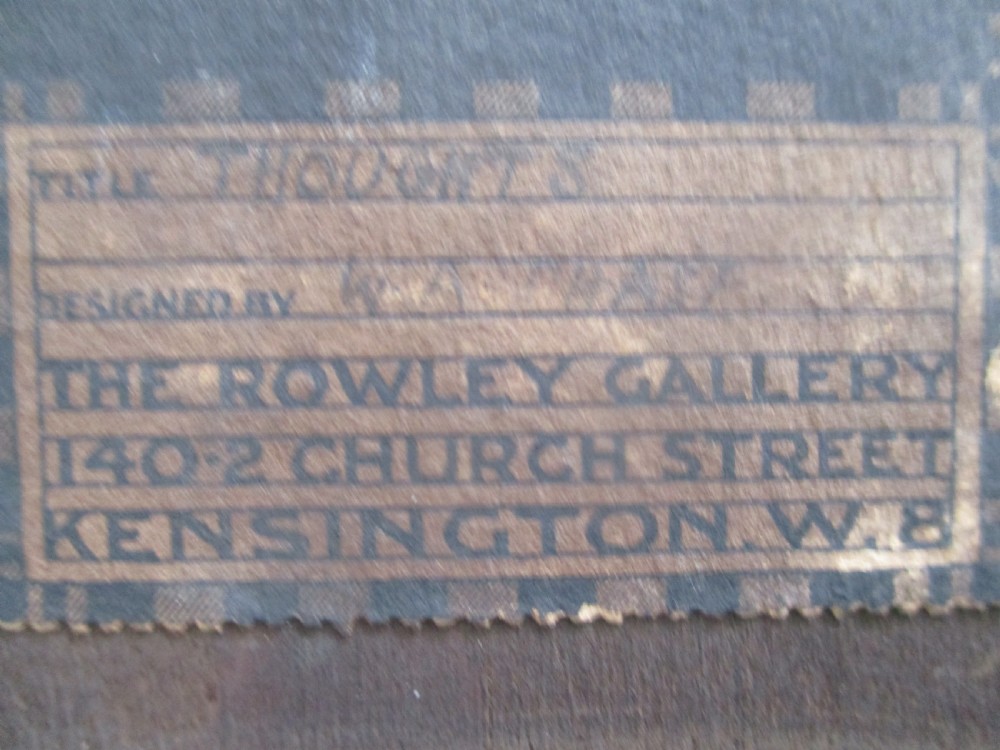 TITLE THOUGHTS
DESIGNED BY
THE ROWLEY GALLERY
140-2 CHURCH STREET
KENSINGTON.W.8